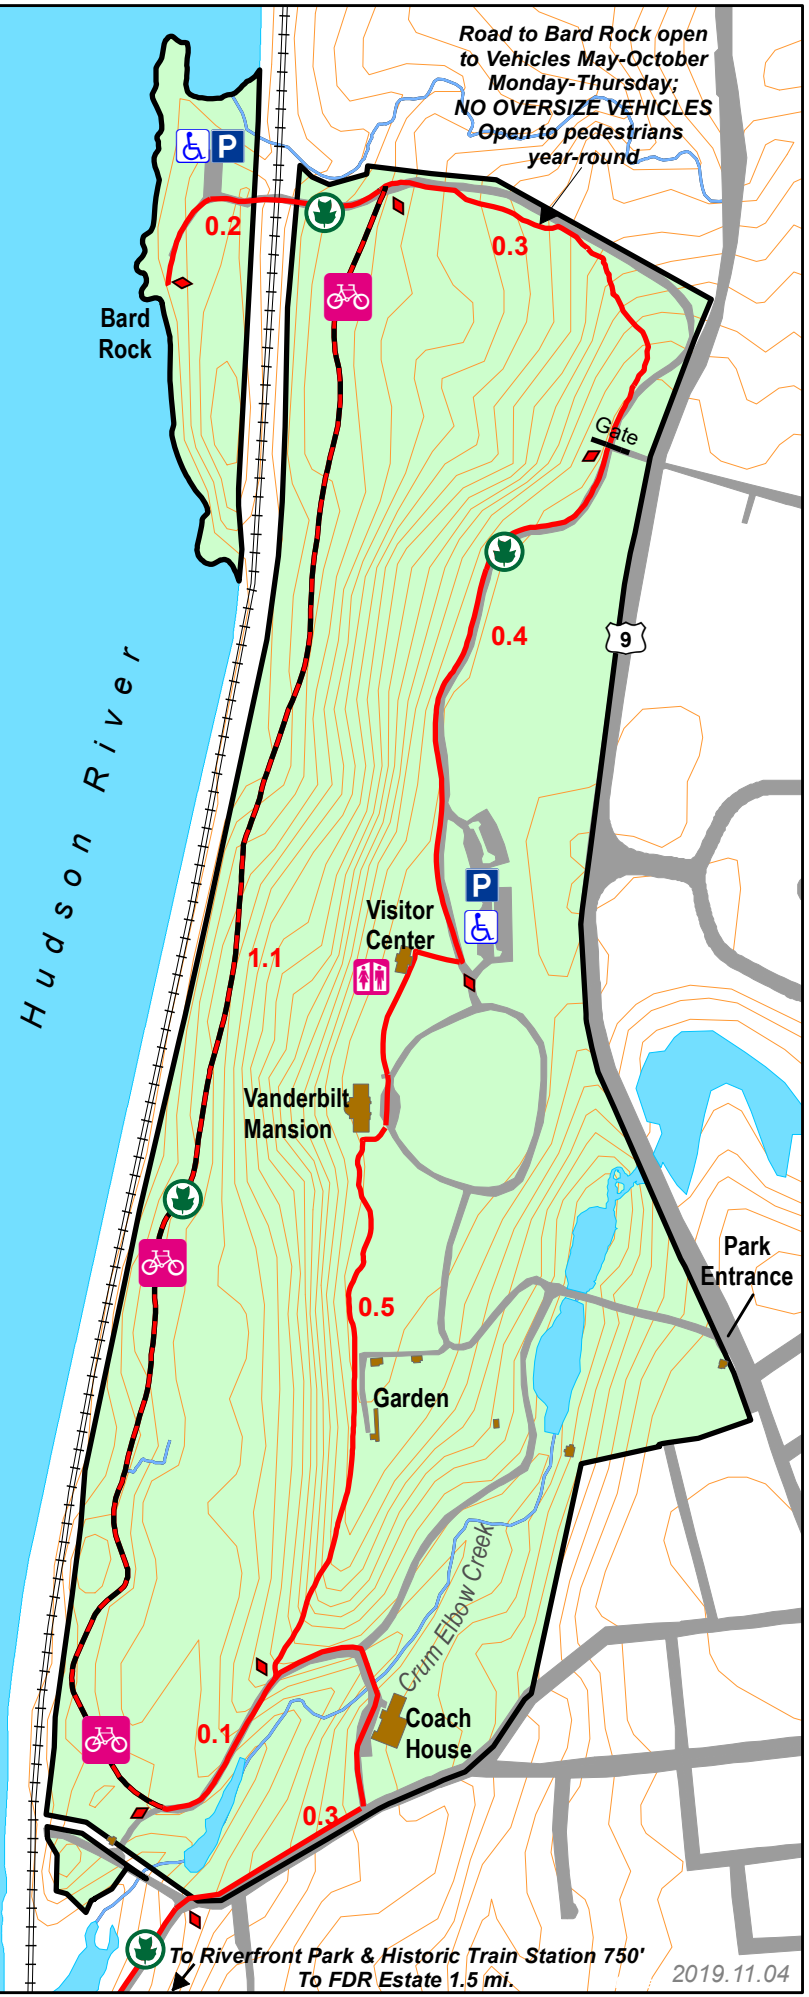 Road to Bard Rock open
to Vehicles May-October
Monday-Thursday;
NO OVERSIZE VEHICLES
Open to pedestrians
year-round
P
0.2
0.3
Bard
Rock
Gate
0.4
9
Hudson River
P
Visitor
Center
1.1
Vanderbilt
Mansion
Park
Entrance
0.5
Garden
Crum Elbow Creek
Coach
House
0.1
0.3
To Riverfront Park & Historic Train Station 750'
To FDR Estate 1.5 mi.
2019.11.04